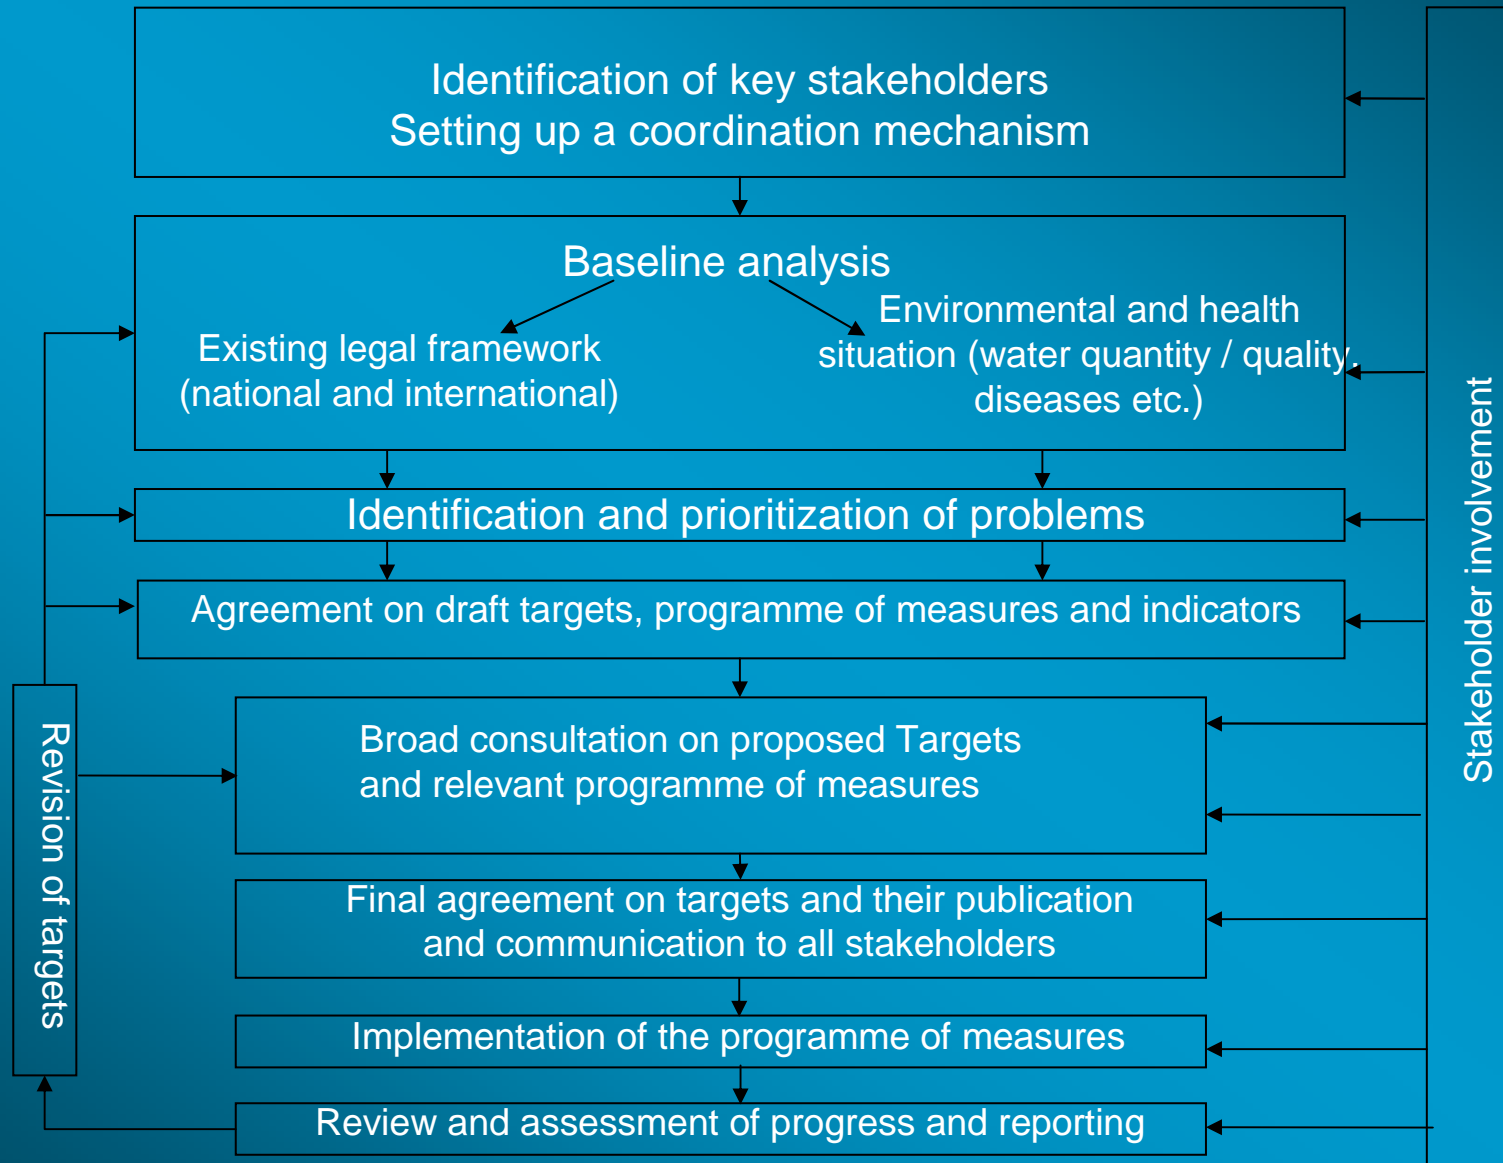 Identification of key stakeholders
Setting up a coordination mechanism
Baseline analysis
Existing legal framework
(national and international)
Environmental and health
situation (water quantity / quality,
diseases etc.)
Identification and prioritization of problems
Agreement on draft targets, programme of measures and indicators
Broad consultation on proposed Targets
and relevant programme of measures
Final agreement on targets and their publication
and communication to all stakeholders
Implementation of the programme of measures
Review and assessment of progress and reporting
Revision of targets
Stakeholder involvement